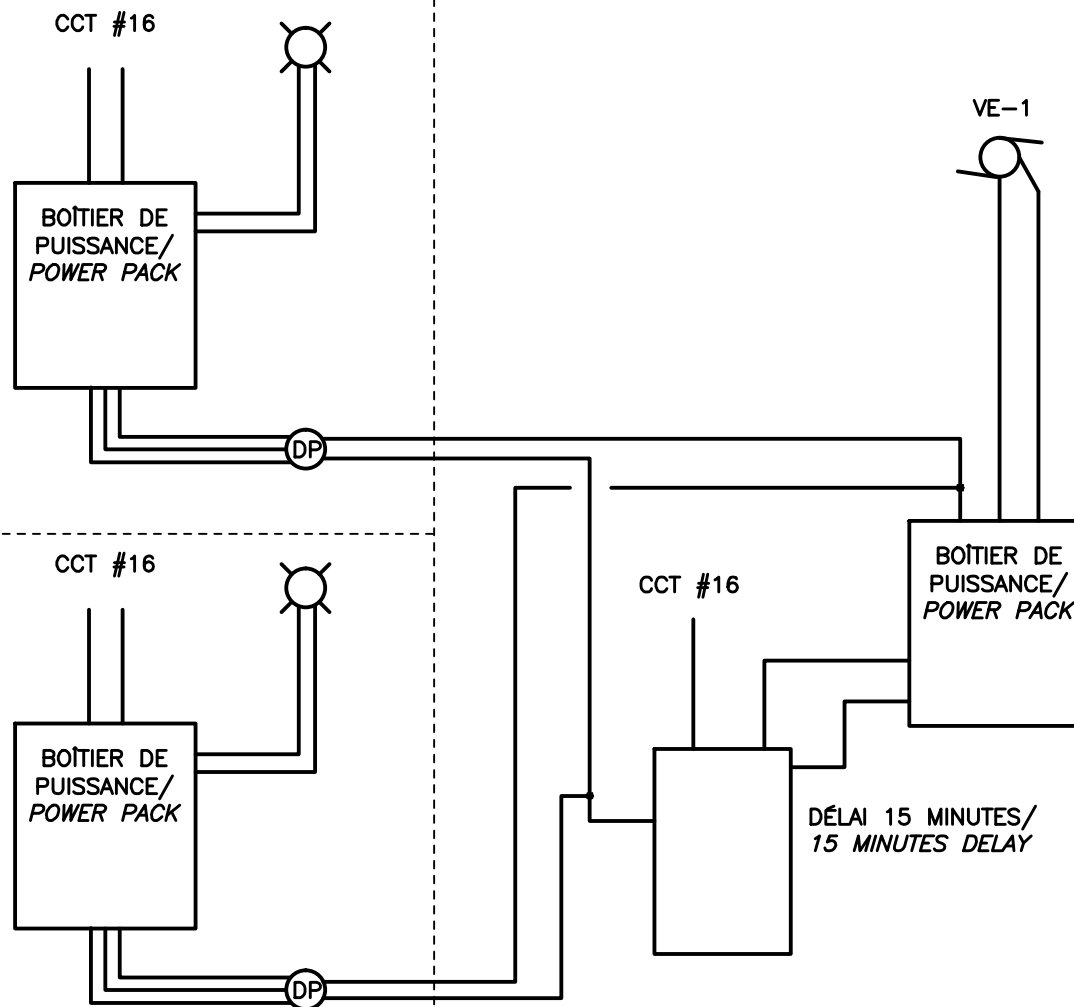 CCT #16
BOÎTIER DE
PUISSANCE/
POWER PACK
DP
VE-1
CCT #16
BOÎTIER DE
PUISSANCE/
POWER PACK
DP
CCT #16
BOÎTIER DE
PUISSANCE/
POWER PACK
DÉLAI 15 MINUTES/
15 MINUTES DELAY